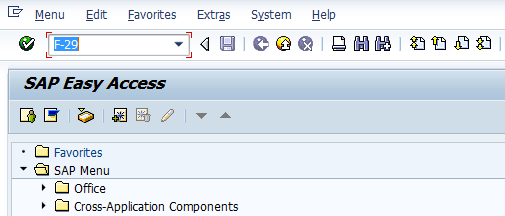 Menu Edit Favorites Extras System Help
F-29
SAP Easy Access
Favorites
SAP Menu
Office
Cross-Application Components